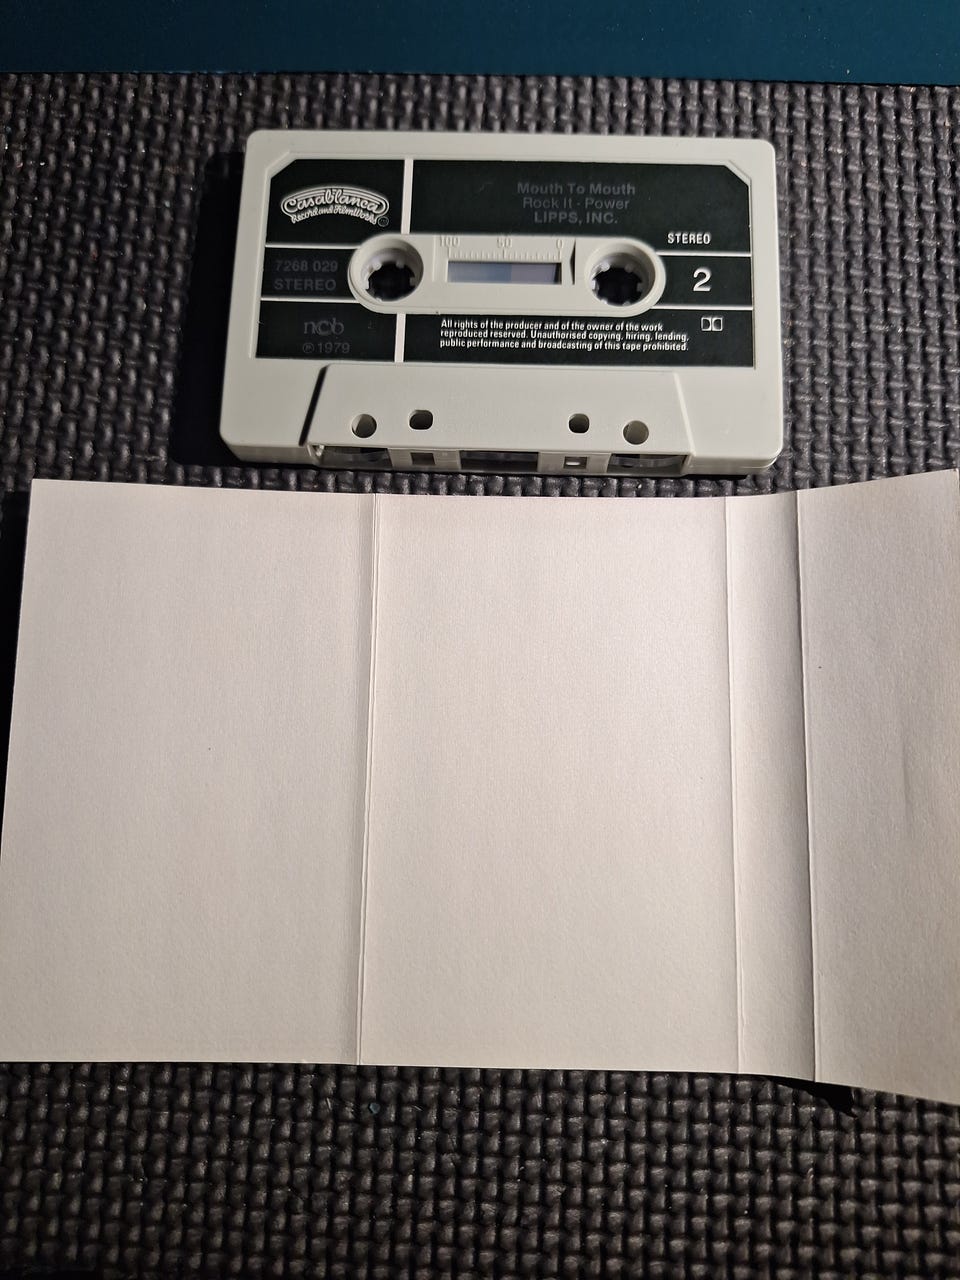 Casablanca
Record and FilmWorks
Mouth To Mouth
Rock It - Power
LIPPS, INC.
100 50 0
STEREO
7268 029
STEREO
2
ncb
℗ 1979
All rights of the producer and of the owner of the work
reproduced reserved. Unauthorised copying, hiring, lending,
public performance and broadcasting of this tape prohibited.